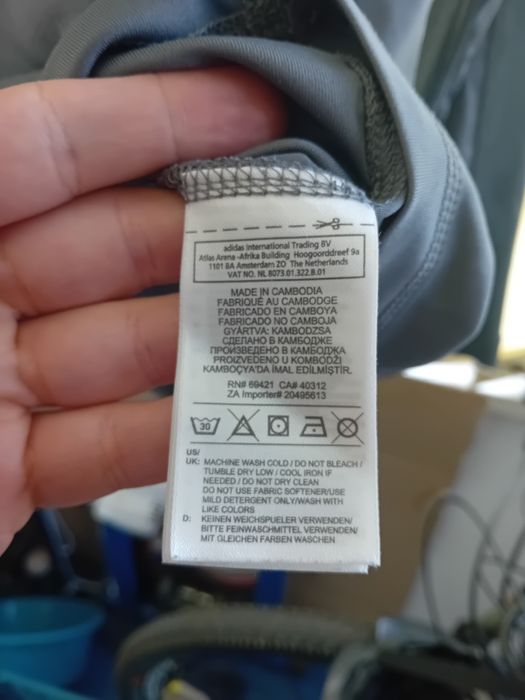 adidas International Trading BV
Atlas Arena -Afrika Building Hoogoorddreef 9a
1101 BA Amsterdam ZO The Netherlands
VAT NO. NL 8073.01.322.B.01
MADE IN CAMBODIA
FABRIQUÉ AU CAMBODGE
FABRICADO EN CAMBOYA
FABRICADO NO CAMBOJA
GYÁRTVA: KAMBODZSA
СДЕЛАНО В КАМБОДЖЕ
ПРОИЗВЕДЕНО В КАМБОДЖА
PROIZVEDENO U KOMBODŽI
KAMBOÇYA'DA İMAL EDİLMİŞTİR.
RN# 69421 CA# 40312
ZA Importer# 20495613
30
US/
UK: MACHINE WASH COLD / DO NOT BLEACH /
TUMBLE DRY LOW / COOL IRON IF
NEEDED / DO NOT DRY CLEAN
DO NOT USE FABRIC SOFTENER/USE
MILD DETERGENT ONLY/WASH WITH
LIKE COLORS
D: KEINEN WEICHSPUELER VERWENDEN/
BITTE FEINWASCHMITTEL VERWENDEN/
MIT GLEICHEN FARBEN WASCHEN